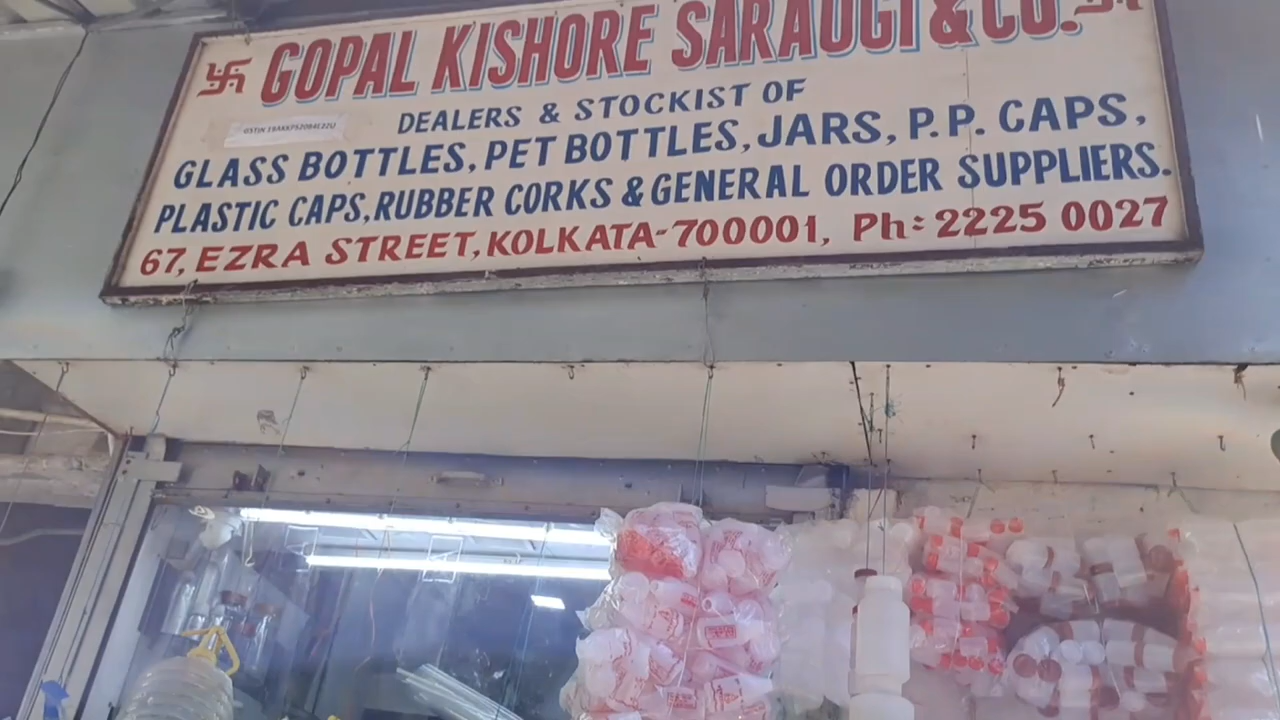 GOPAL KISHORE SARAOGI & CO.
DEALERS & STOCKIST OF
GLASS BOTTLES, PET BOTTLES, JARS, P.P. CAPS,
PLASTIC CAPS, RUBBER CORKS & GENERAL ORDER SUPPLIERS.
67, EZRA STREET, KOLKATA-700001, Ph:- 2225 0027